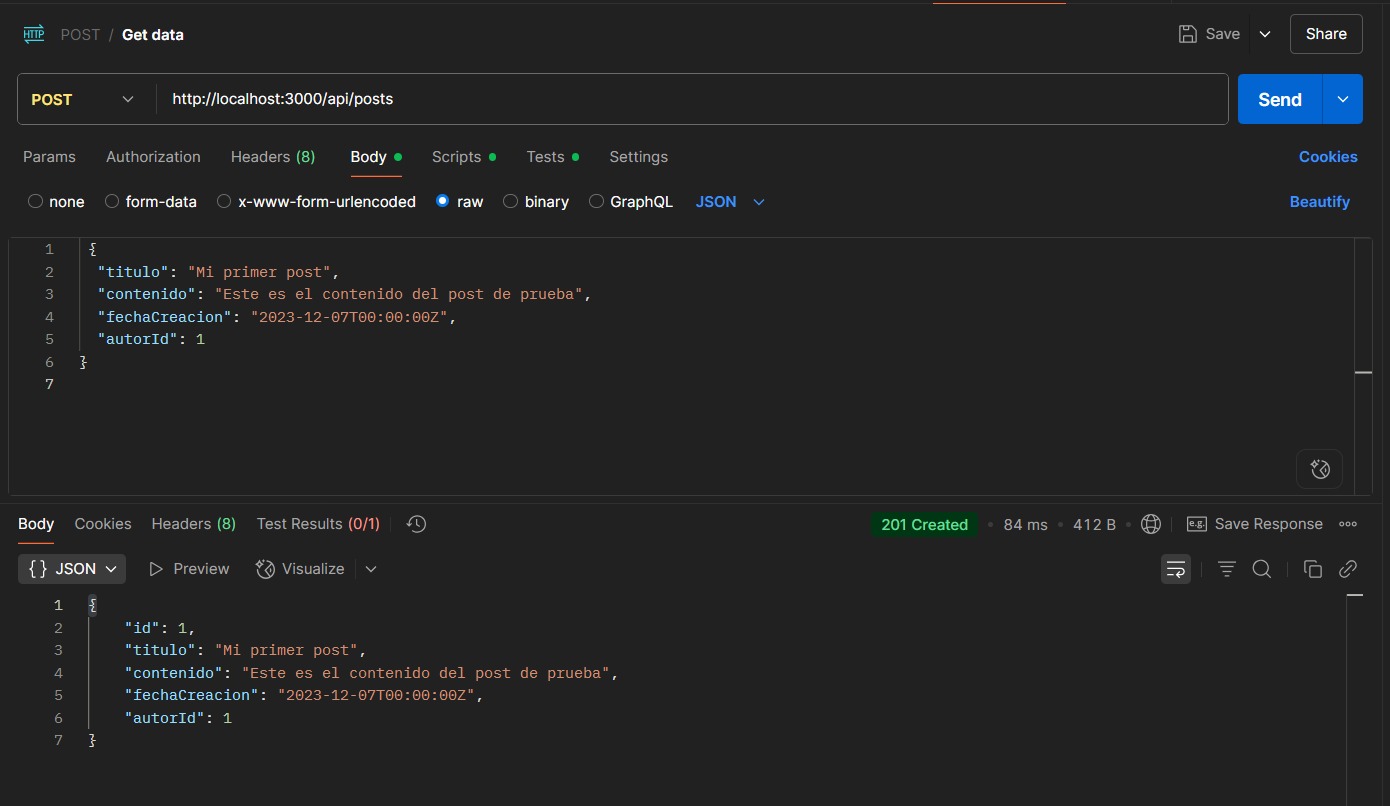 HTTP POST / Get data Save Share
POST http://localhost:3000/api/posts Send
Params Authorization Headers (8) Body Scripts Tests Settings Cookies
none form-data x-www-form-urlencoded raw binary GraphQL JSON Beautify
1 {
2 "titulo": "Mi primer post",
3 "contenido": "Este es el contenido del post de prueba",
4 "fechaCreacion": "2023-12-07T00:00:00Z",
5 "autorId": 1
6 }
7
Body Cookies Headers (8) Test Results (0/1) 201 Created • 84 ms • 412 B • e.g. Save Response
{} JSON Preview Visualize
1 {
2 "id": 1,
3 "titulo": "Mi primer post",
4 "contenido": "Este es el contenido del post de prueba",
5 "fechaCreacion": "2023-12-07T00:00:00Z",
6 "autorId": 1
7 }